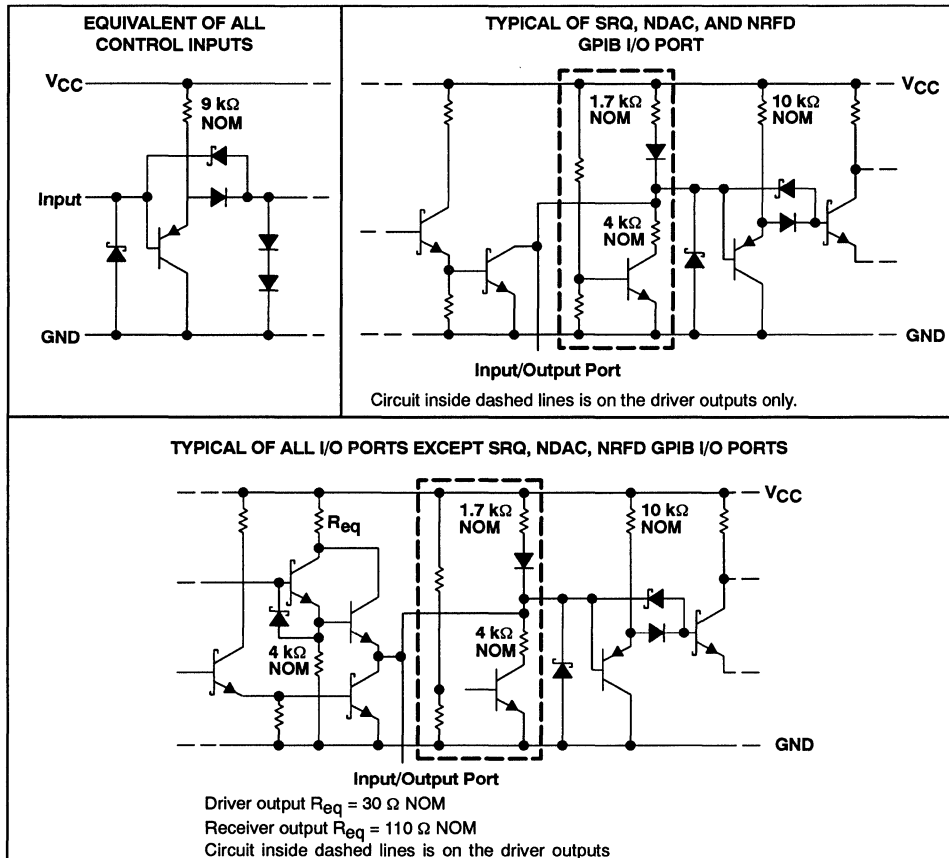 EQUIVALENT OF ALL
CONTROL INPUTS
VCC
9 kΩ
NOM
Input
GND
TYPICAL OF SRQ, NDAC, AND NRFD
GPIB I/O PORT
VCC
1.7 kΩ
NOM
10 kΩ
NOM
4 kΩ
NOM
GND
Input/Output Port
Circuit inside dashed lines is on the driver outputs only.
TYPICAL OF ALL I/O PORTS EXCEPT SRQ, NDAC, NRFD GPIB I/O PORTS
VCC
Req
1.7 kΩ
NOM
10 kΩ
NOM
4 kΩ
NOM
4 kΩ
NOM
GND
Input/Output Port
Driver output Req = 30 Ω NOM
Receiver output Req = 110 Ω NOM
Circuit inside dashed lines is on the driver outputs